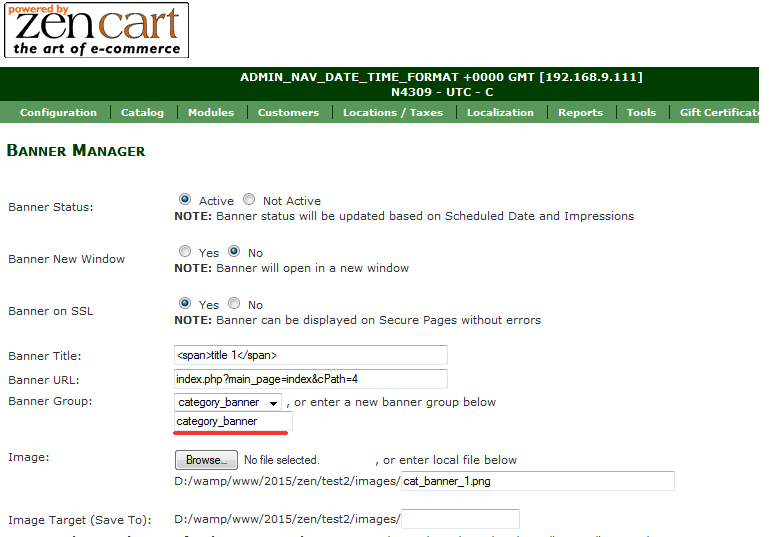 powered by
zen cart
the art of e-commerce
ADMIN_NAV_DATE_TIME_FORMAT +0000 GMT [192.168.9.111]
N4309 - UTC - C
Configuration Catalog Modules Customers Locations / Taxes Localization Reports Tools Gift Certificat
BANNER MANAGER
Banner Status: Active Not Active
NOTE: Banner status will be updated based on Scheduled Date and Impressions
Banner New Window Yes No
NOTE: Banner will open in a new window
Banner on SSL Yes No
NOTE: Banner can be displayed on Secure Pages without errors
Banner Title: <span>title 1</span>
Banner URL: index.php?main_page=index&cPath=4
Banner Group: category_banner , or enter a new banner group below
category_banner
Image: Browse... No file selected. , or enter local file below
D:/wamp/www/2015/zen/test2/images/cat_banner_1.png
Image Target (Save To): D:/wamp/www/2015/zen/test2/images/